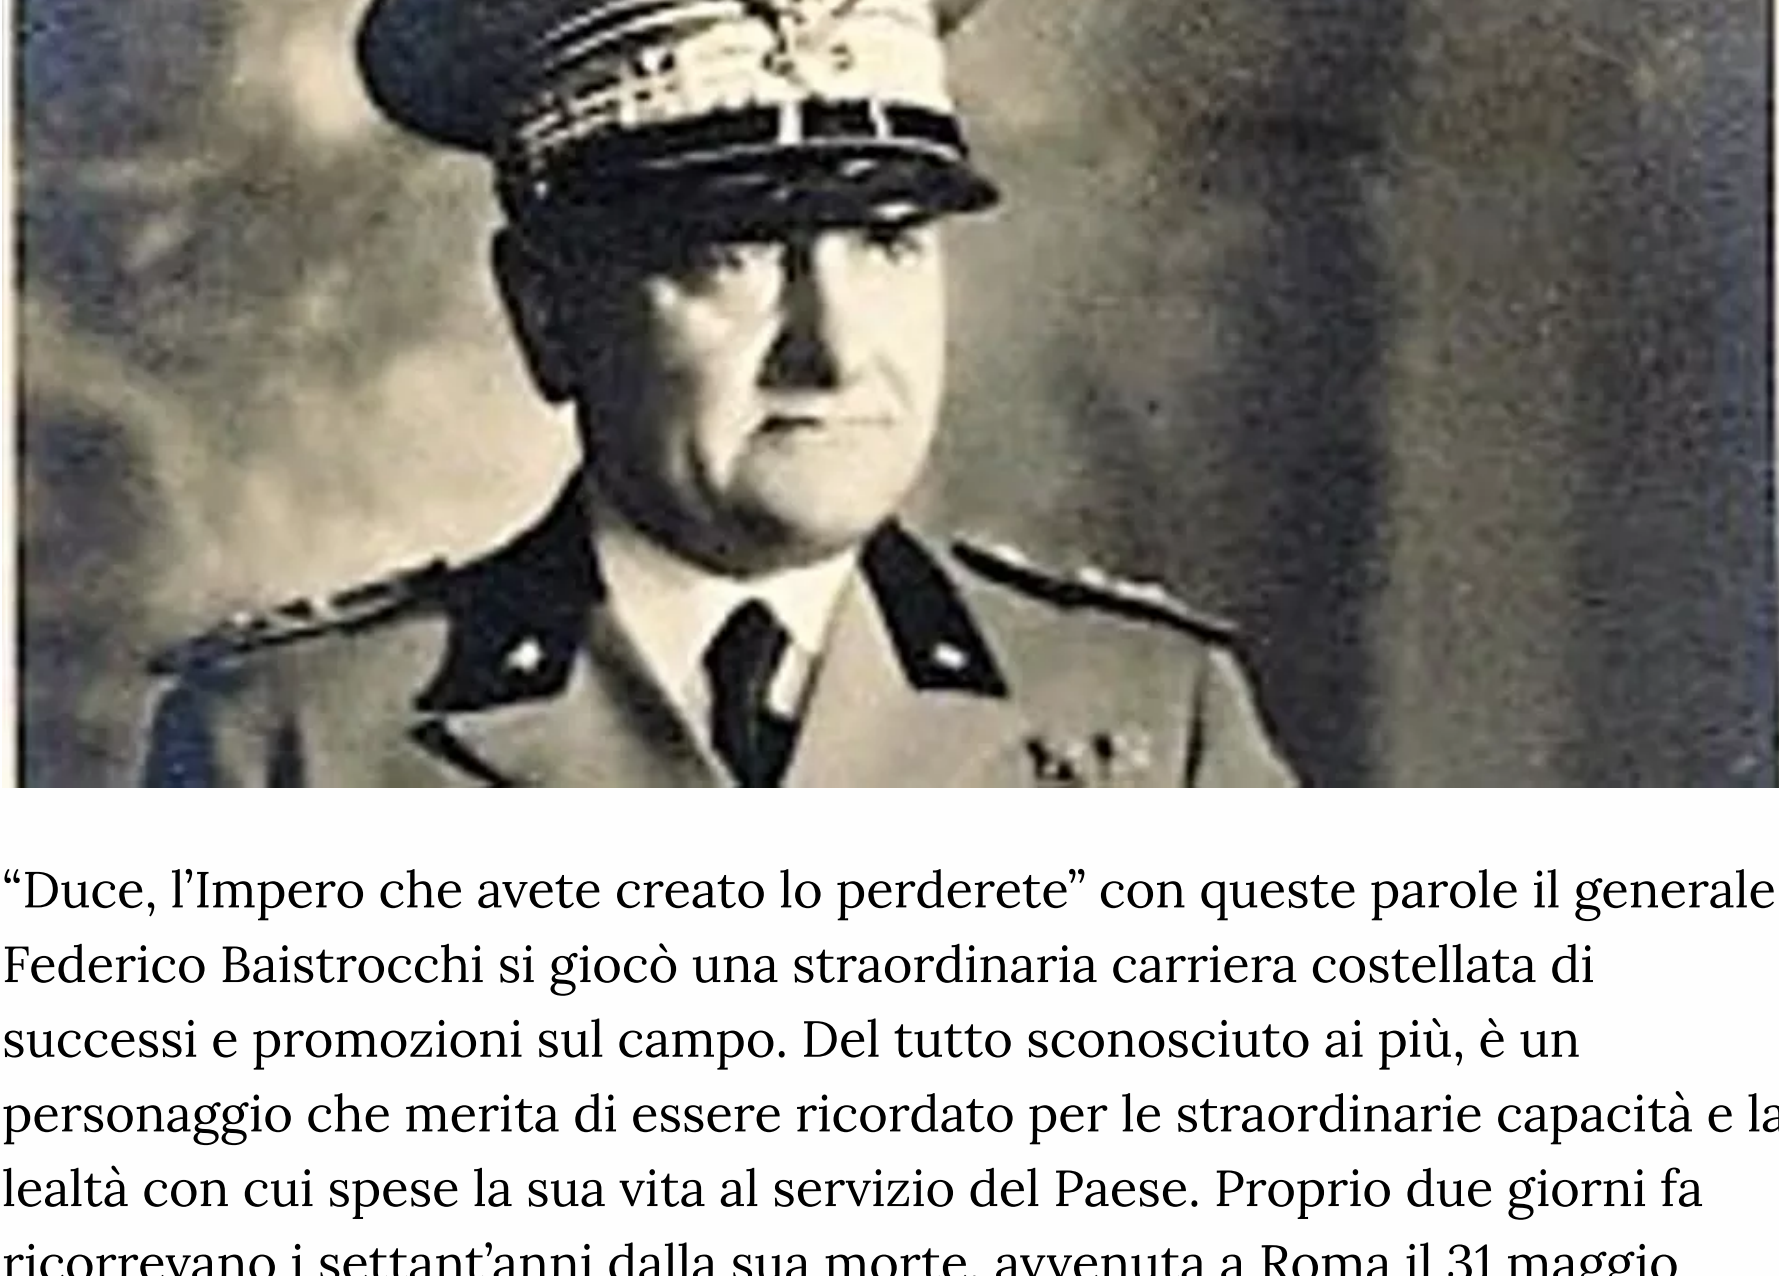 “Duce, l’Impero che avete creato lo perderete” con queste parole il generale
Federico Baistrocchi si giocò una straordinaria carriera costellata di
successi e promozioni sul campo. Del tutto sconosciuto ai più, è un
personaggio che merita di essere ricordato per le straordinarie capacità e la
lealtà con cui spese la sua vita al servizio del Paese. Proprio due giorni fa
ricorrevano i settant’anni dalla sua morte, avvenuta a Roma il 31 maggio